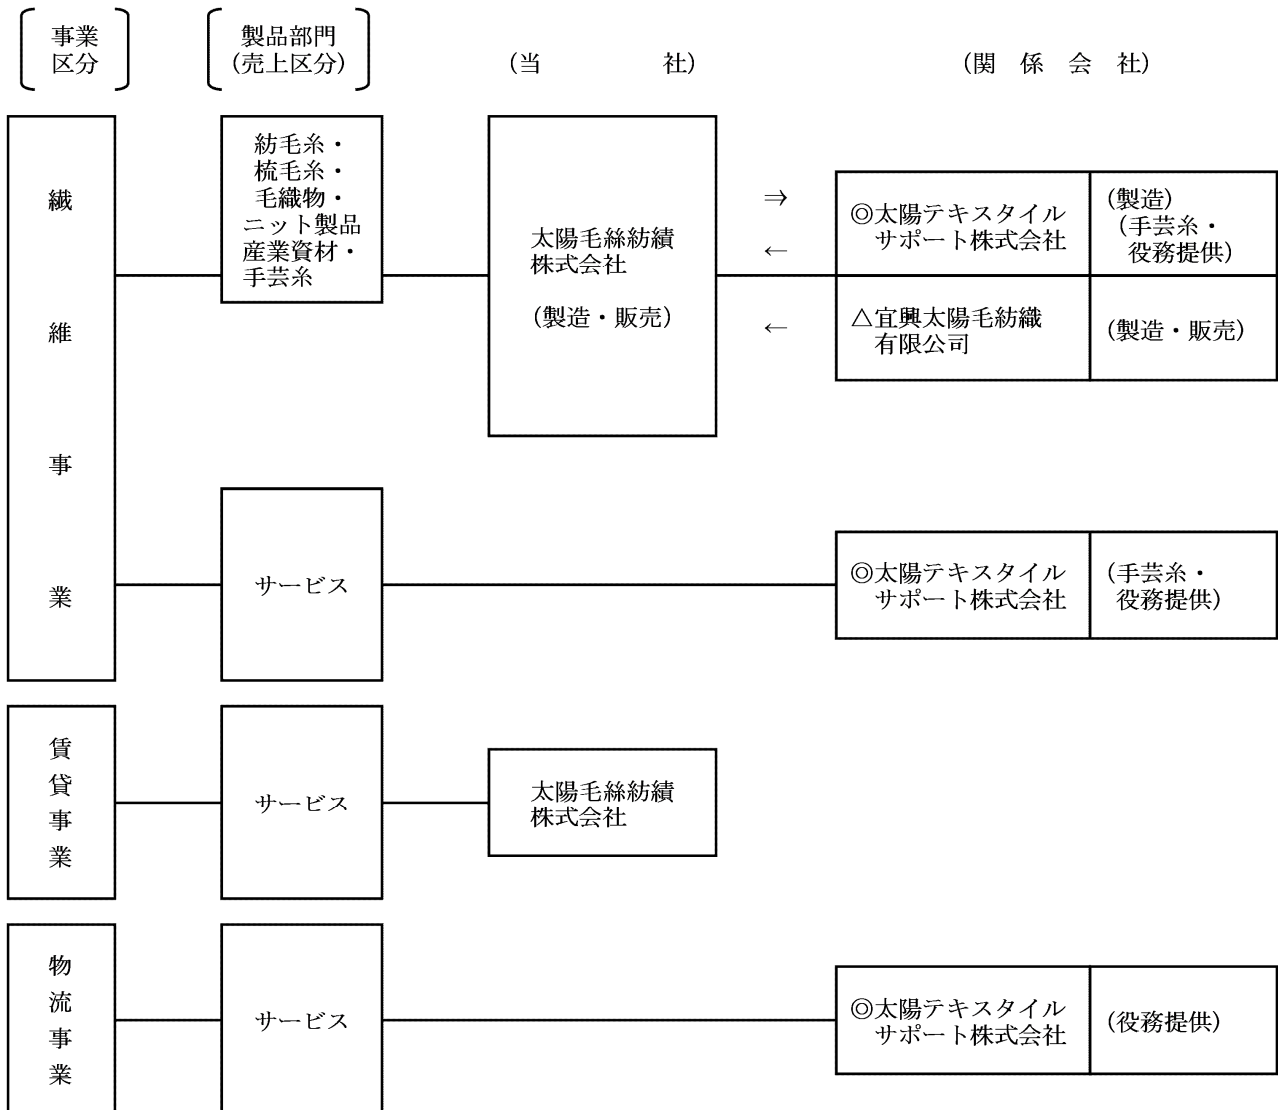 事業
区分
製品部門
(売上区分)
(当　　　　　社)
(関　係　会　社)
繊維事業
紡毛糸・
梳毛糸・
毛織物・
ニット製品
産業資材・
手芸糸
太陽毛絲紡績
株式会社
(製造・販売)
⇒
←
←
◎太陽テキスタイル
サポート株式会社
(製造)
(手芸糸・
役務提供)
△宜興太陽毛紡織
有限公司
(製造・販売)
サービス
◎太陽テキスタイル
サポート株式会社
(手芸糸・
役務提供)
賃貸事業
サービス
太陽毛絲紡績
株式会社
物流事業
サービス
◎太陽テキスタイル
サポート株式会社
(役務提供)